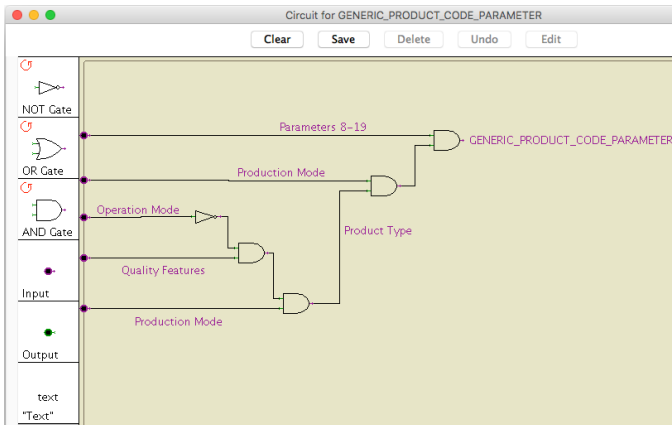 Circuit for GENERIC_PRODUCT_CODE_PARAMETER
Clear Save Delete Undo Edit
NOT Gate
OR Gate
AND Gate
Input
Output
text
"Text"
Parameters 8-19
GENERIC_PRODUCT_CODE_PARAMETER
Production Mode
Operation Mode
Product Type
Quality Features
Production Mode